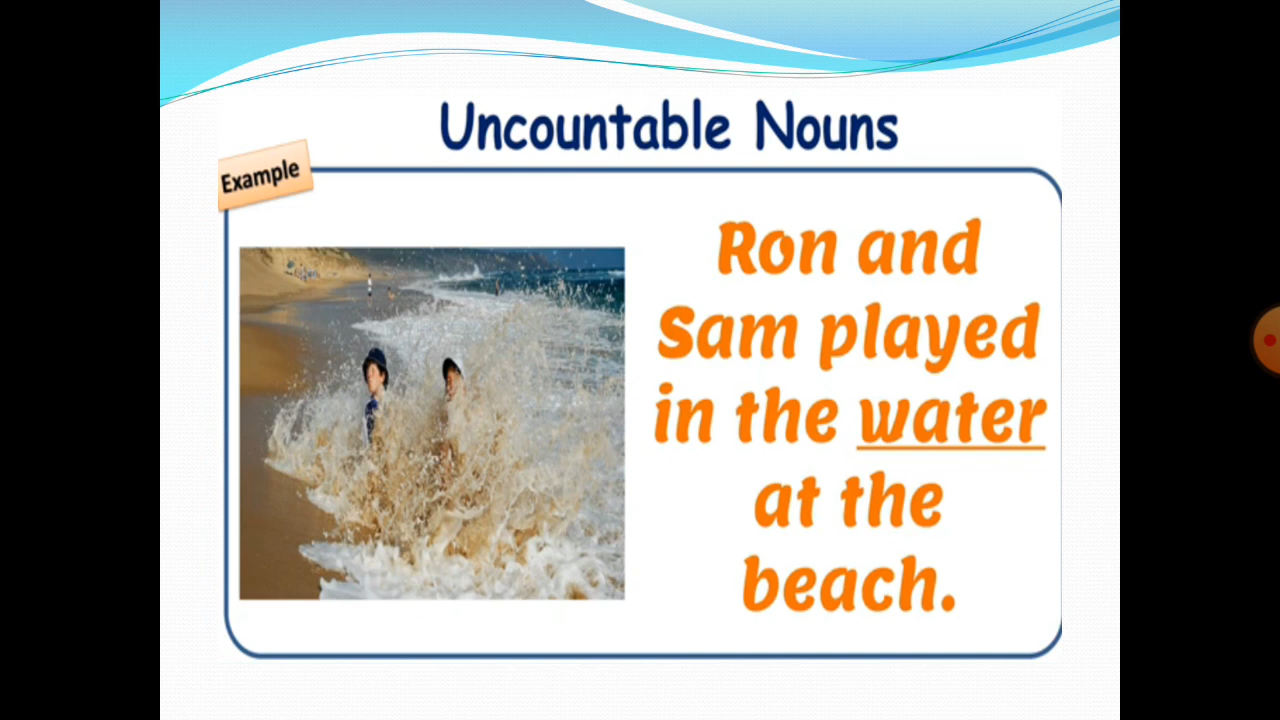 Uncountable Nouns
Example
Ron and
Sam played
in the water
at the
beach.